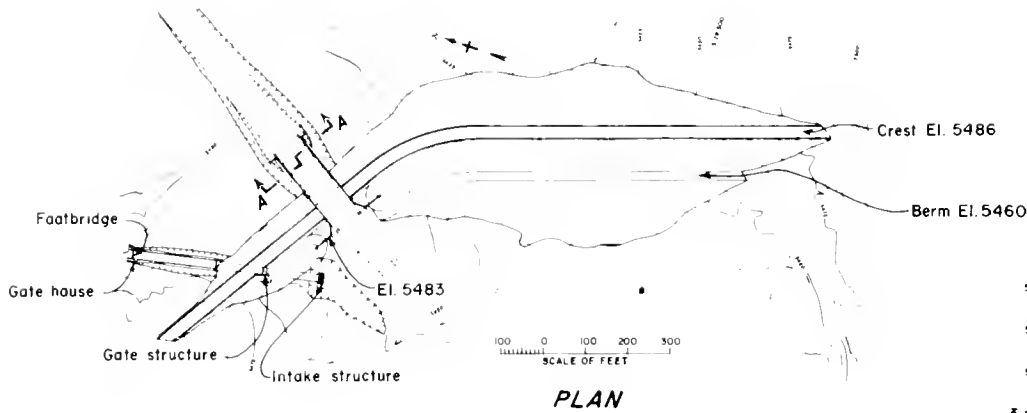 A
A
Crest El. 5486
Footbridge
Berm El. 5460
Gate house
El. 5483
Gate structure
Intake structure
100 0 100 200 300
SCALE OF FEET
PLAN